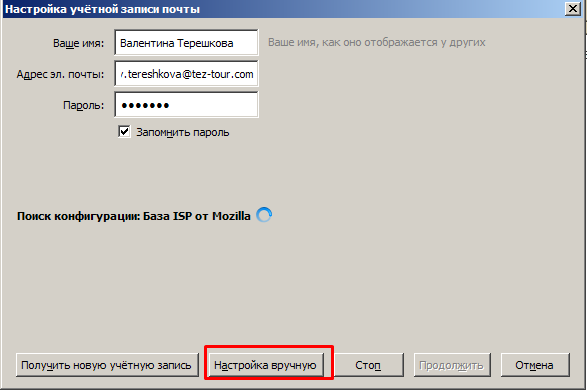 Настройка учётной записи почты
Ваше имя: Валентина Терешкова Ваше имя, как оно отображается у других
Адрес эл. почты: v.tereshkova@tez-tour.com
Пароль: •••••••
Запомнить пароль
Поиск конфигурации: База ISP от Mozilla
Получить новую учётную запись Настройка вручную Стоп Продолжить Отмена